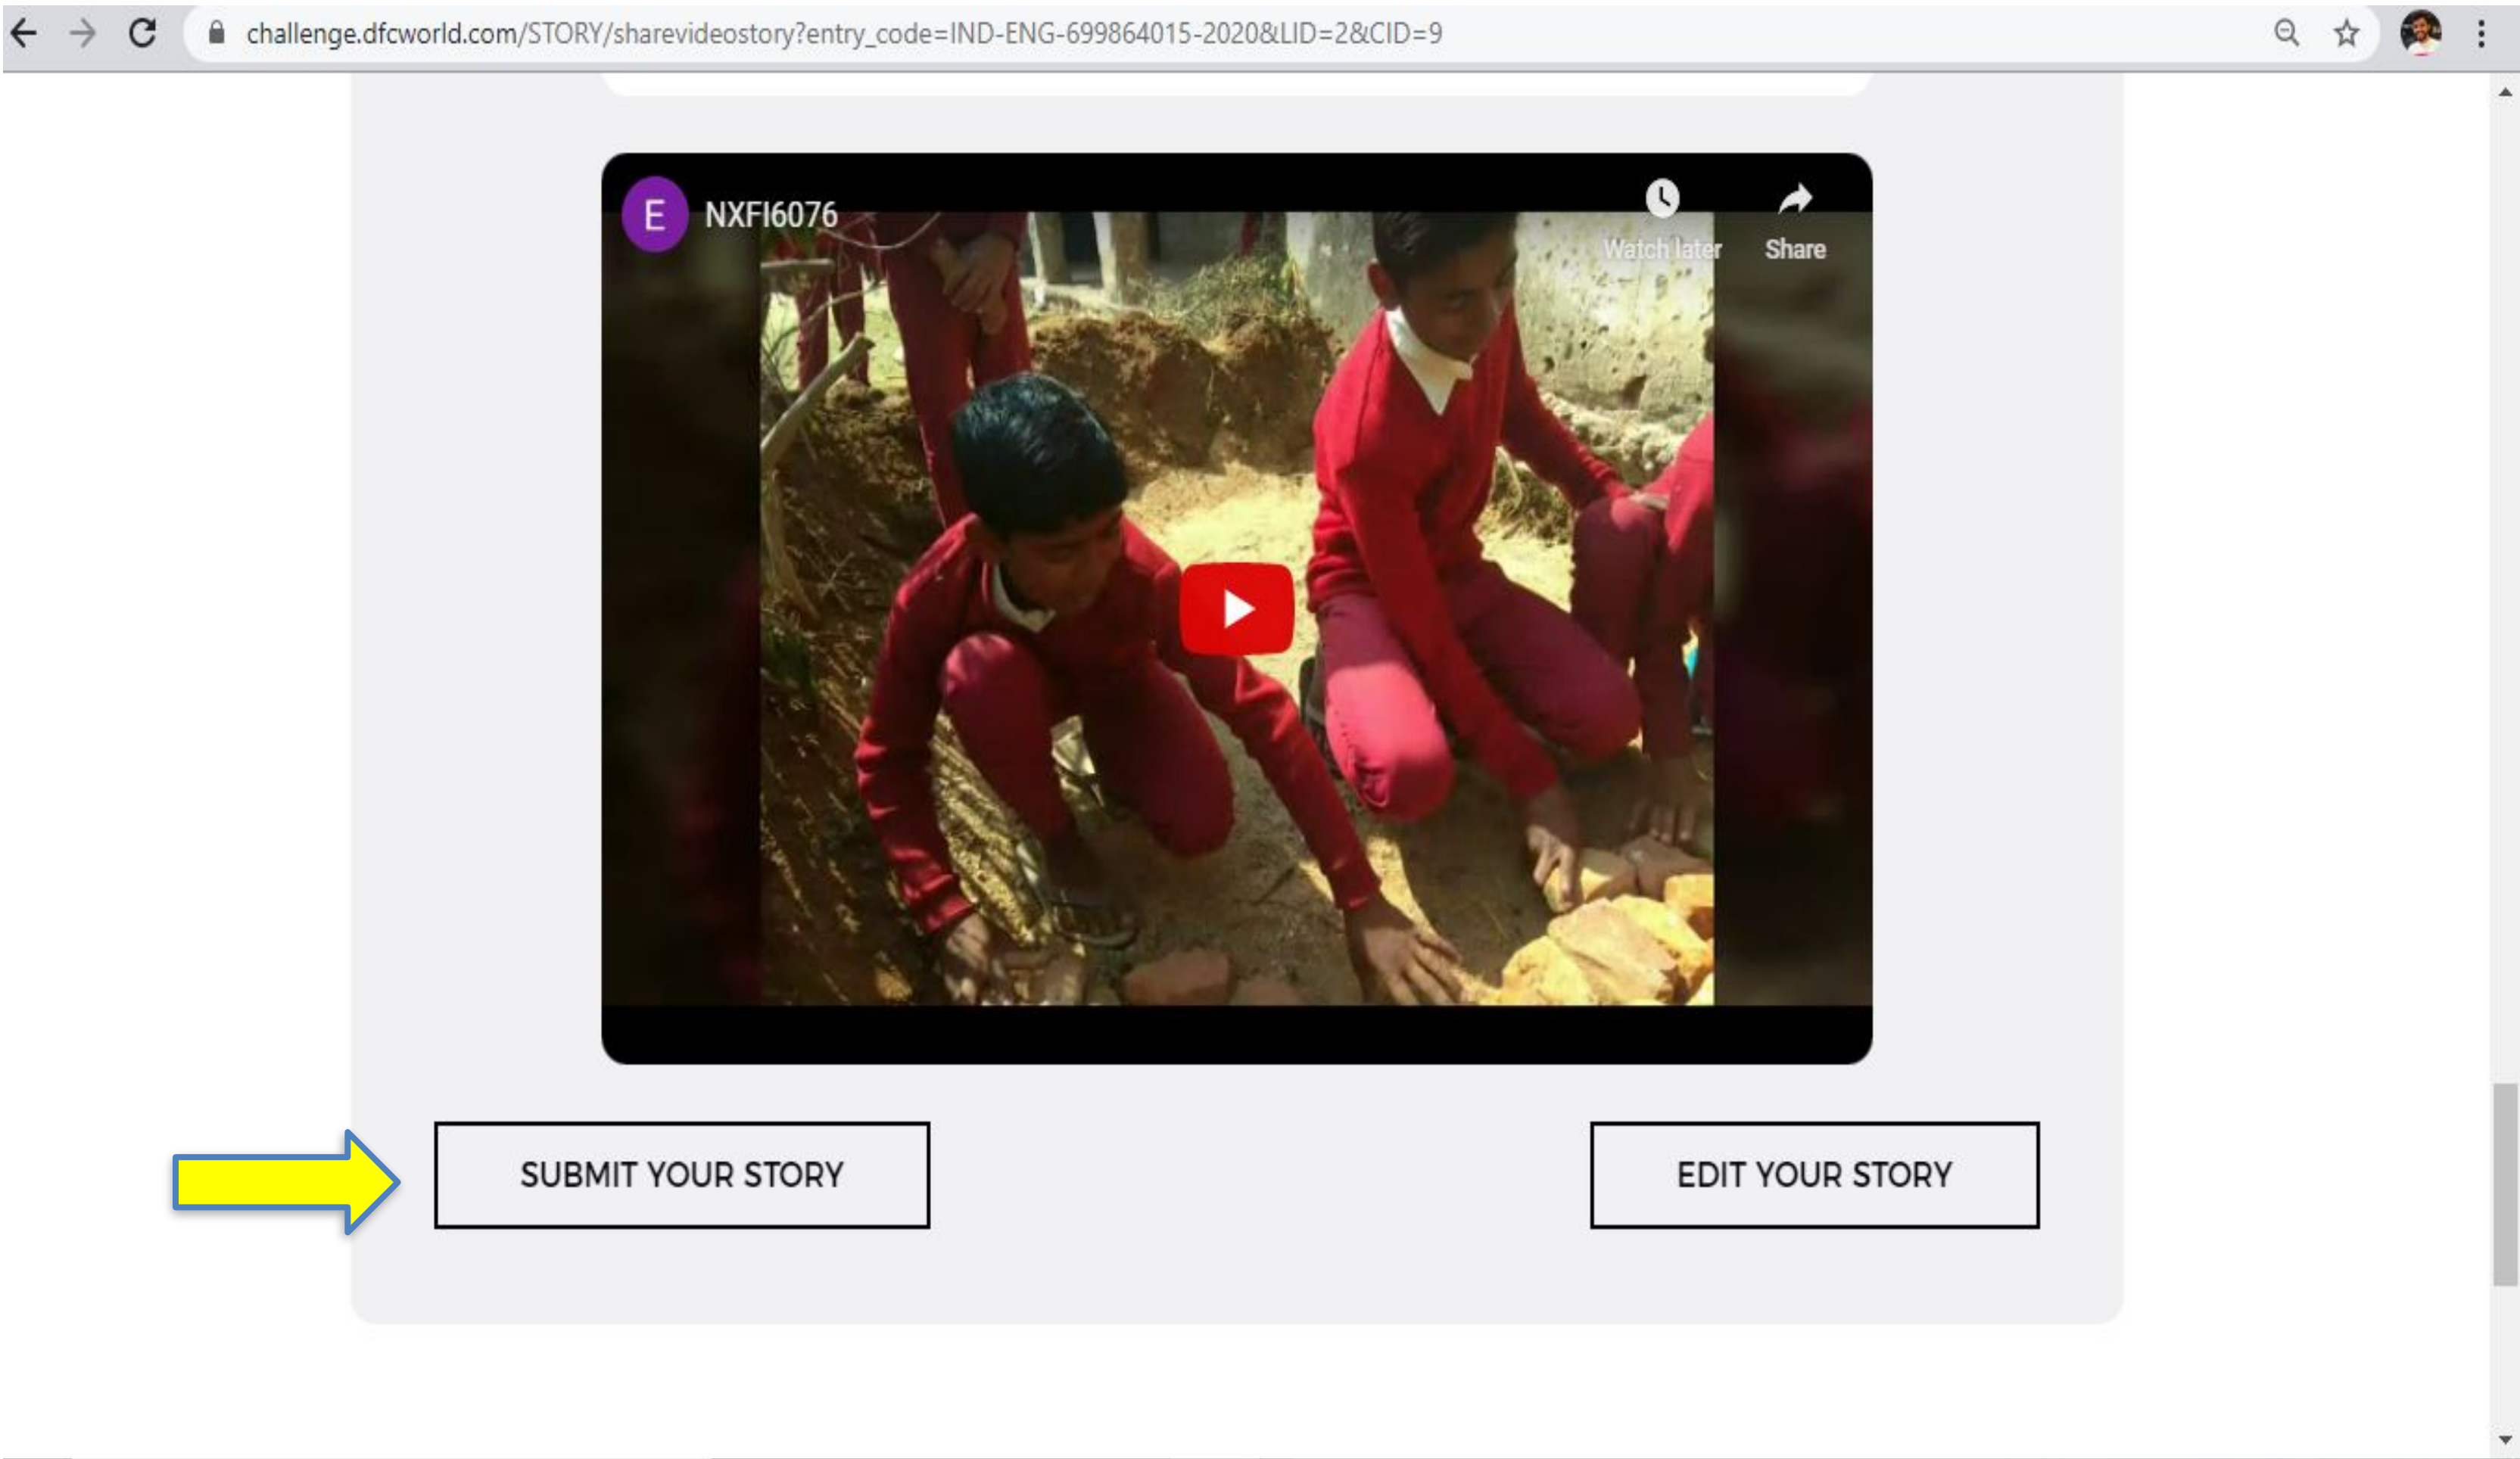 challenge.dfcworld.com/STORY/sharevideostory?entry_code=IND-ENG-699864015-2020&LID=2&CID=9
E NXFI6076
Watch later Share
SUBMIT YOUR STORY EDIT YOUR STORY